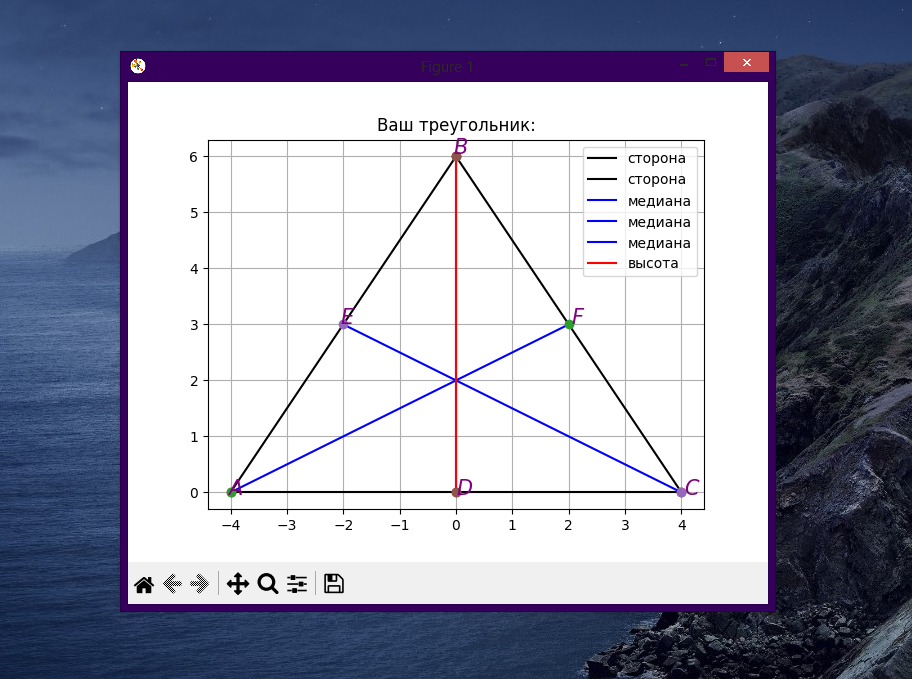 Figure 1
Ваш треугольник:
B
сторона
сторона
медиана
медиана
медиана
высота
E
F
A
D
C
6
5
4
3
2
1
0
−4 −3 −2 −1 0 1 2 3 4